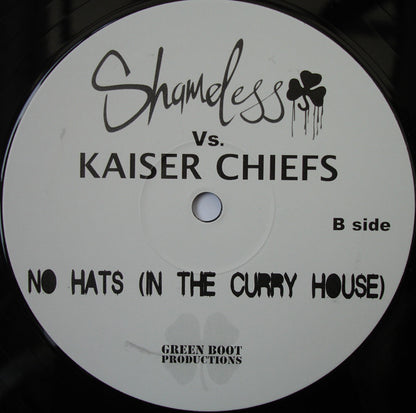 Shameless
Vs.
KAISER CHIEFS
B side
NO HATS (IN THE CURRY HOUSE)
GREEN BOOT
PRODUCTIONS